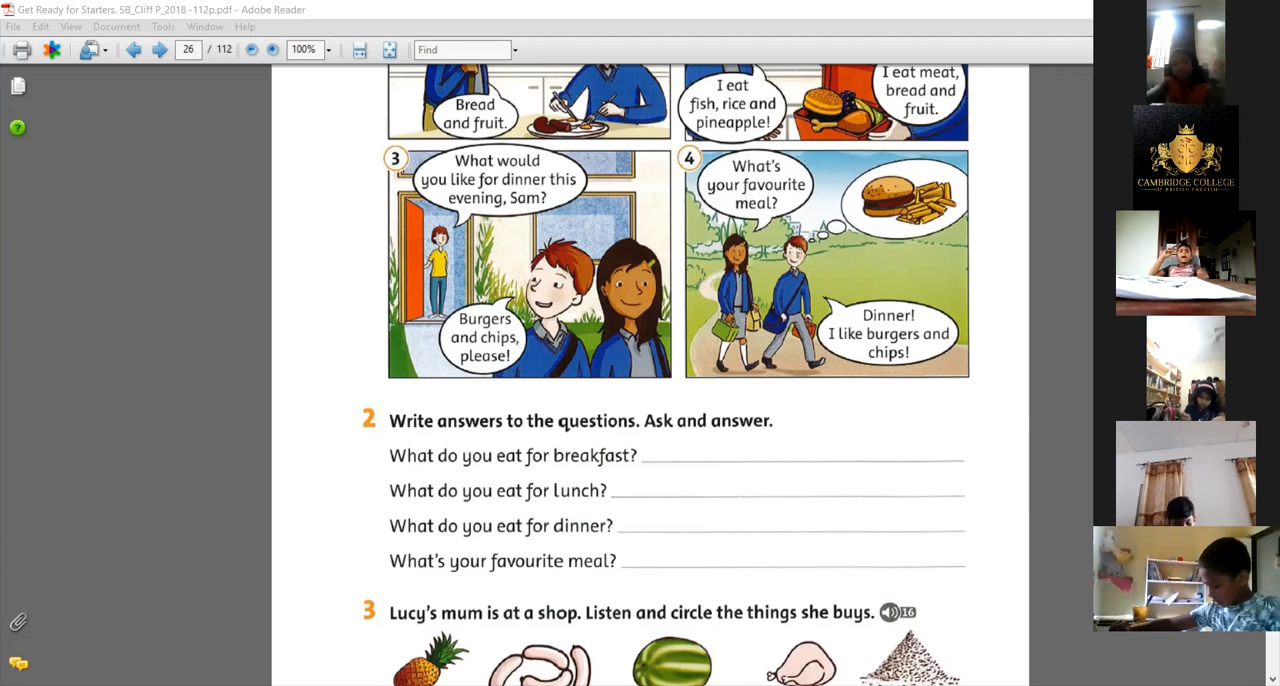 Get Ready for Starters. SB_Cliff P_2018 -112p.pdf - Adobe Reader
File Edit View Document Tools Window Help
26 / 112 100% Find
Bread
and fruit.
I eat
fish, rice and
pineapple!
I eat meat,
bread and
fruit.
3
What would
you like for dinner this
evening, Sam?
Burgers
and chips,
please!
4
What's
your favourite
meal?
Dinner!
I like burgers and
chips!
2 Write answers to the questions. Ask and answer.
What do you eat for breakfast?
What do you eat for lunch?
What do you eat for dinner?
What's your favourite meal?
3 Lucy's mum is at a shop. Listen and circle the things she buys. 16
CAMBRIDGE COLLEGE
OF BRITISH ENGLISH